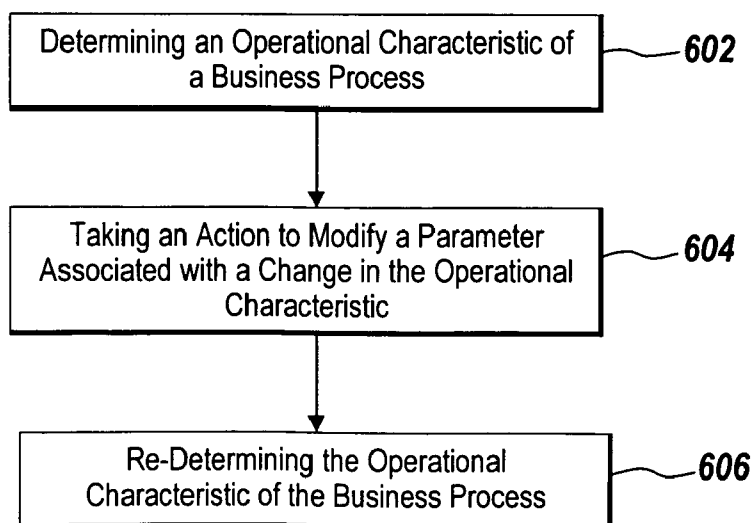 Determining an Operational Characteristic of
a Business Process
602
Taking an Action to Modify a Parameter
Associated with a Change in the Operational
Characteristic
604
Re-Determining the Operational
Characteristic of the Business Process
606